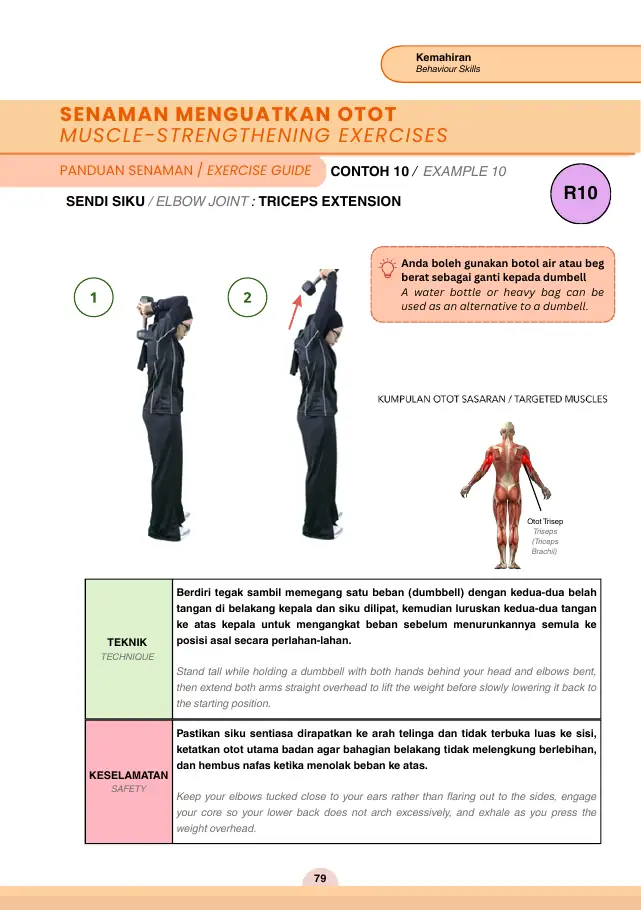 Kemahiran
Behaviour Skills
SENAMAN MENGUATKAN OTOT
MUSCLE-STRENGTHENING EXERCISES
PANDUAN SENAMAN / EXERCISE GUIDE CONTOH 10 / EXAMPLE 10
R10
SENDI SIKU / ELBOW JOINT : TRICEPS EXTENSION
Anda boleh gunakan botol air atau beg
berat sebagai ganti kepada dumbell
A water bottle or heavy bag can be
used as an alternative to a dumbell.
1
2
KUMPULAN OTOT SASARAN / TARGETED MUSCLES
Otot Trisep
Triseps
(Triceps
Brachii)
TEKNIK
TECHNIQUE
Berdiri tegak sambil memegang satu beban (dumbbell) dengan kedua-dua belah
tangan di belakang kepala dan siku dilipat, kemudian luruskan kedua-dua tangan
ke atas kepala untuk mengangkat beban sebelum menurunkannya semula ke
posisi asal secara perlahan-lahan.
Stand tall while holding a dumbbell with both hands behind your head and elbows bent,
then extend both arms straight overhead to lift the weight before slowly lowering it back to
the starting position.
KESELAMATAN
SAFETY
Pastikan siku sentiasa dirapatkan ke arah telinga dan tidak terbuka luas ke sisi,
ketatkan otot utama badan agar bahagian belakang tidak melengkung berlebihan,
dan hembus nafas ketika menolak beban ke atas.
Keep your elbows tucked close to your ears rather than flaring out to the sides, engage
your core so your lower back does not arch excessively, and exhale as you press the
weight overhead.
79